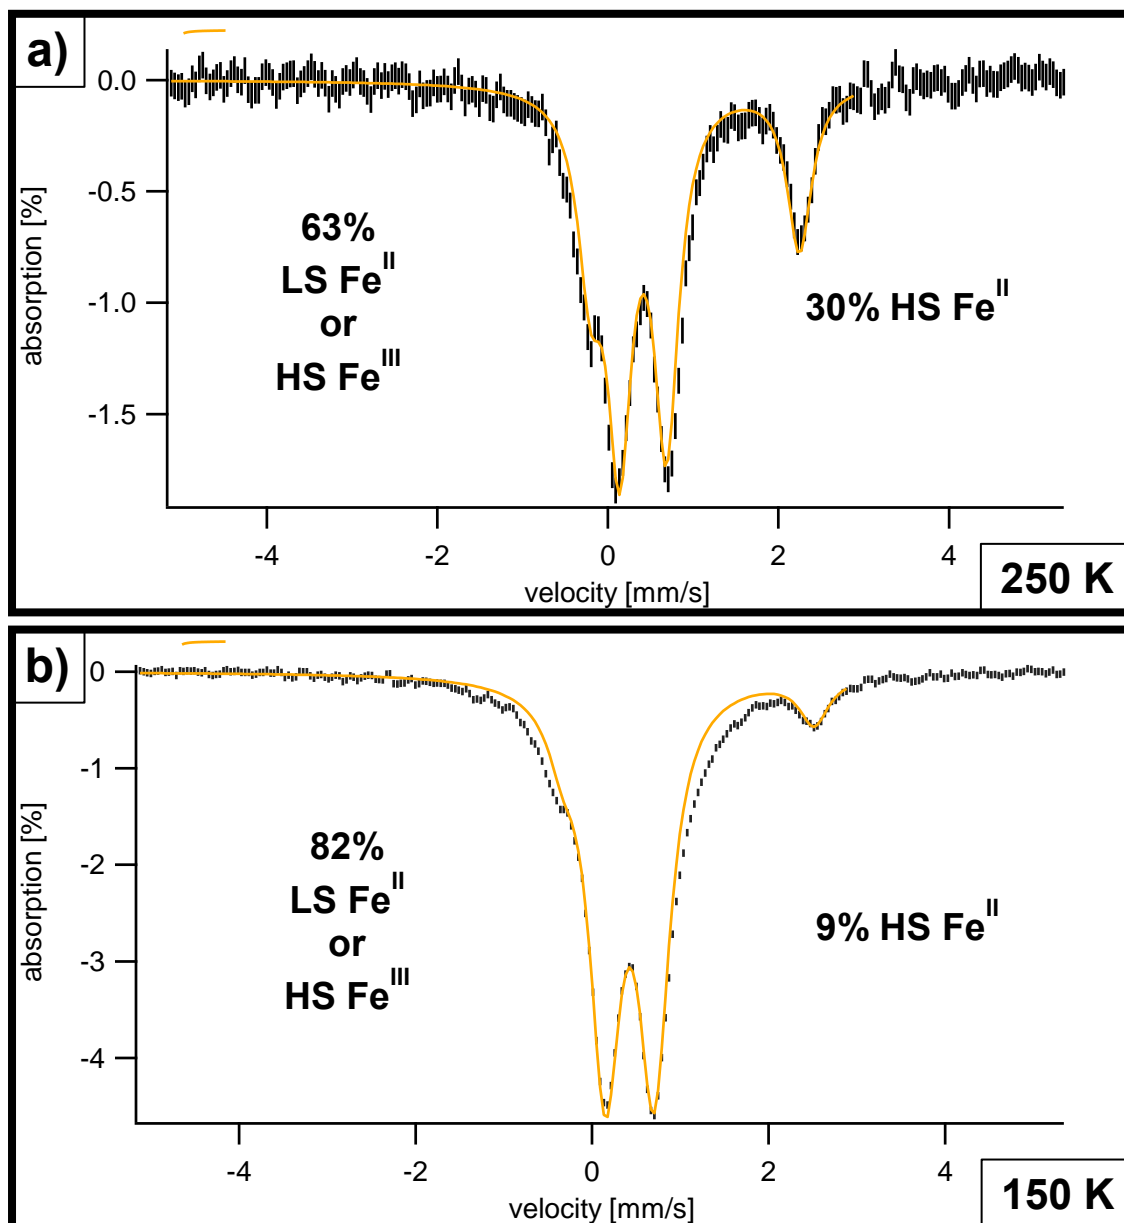 a)
0.0
-0.5
-1.0
-1.5
absorption [%]
63%
LS Fe^II
or
HS Fe^III
30% HS Fe^II
-4 -2 0 2 4
velocity [mm/s]
250 K
b)
0
-1
-2
-3
-4
absorption [%]
82%
LS Fe^II
or
HS Fe^III
9% HS Fe^II
-4 -2 0 2 4
velocity [mm/s]
150 K